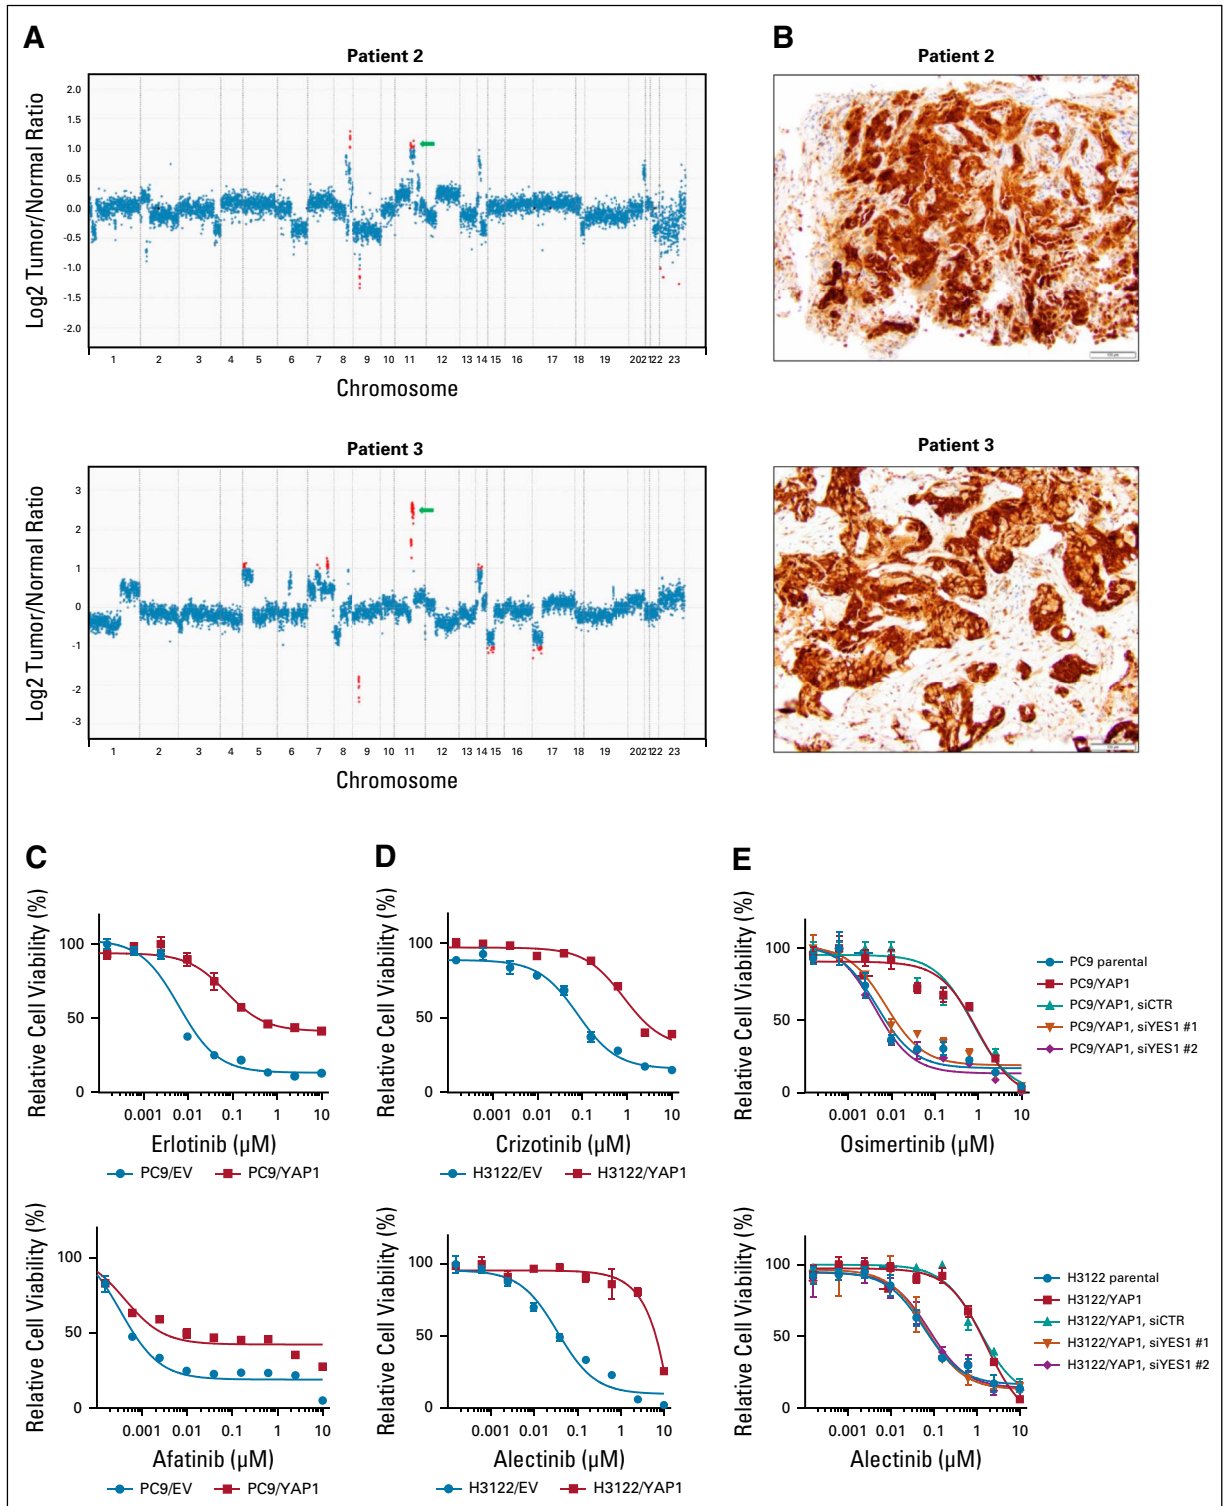 A
Patient 2
Log2 Tumor/Normal Ratio
2.0
1.5
1.0
0.5
0.0
-0.5
-1.0
-1.5
-2.0
1 2 3 4 5 6 7 8 9 10 11 12 13 14 15 16 17 18 19 20 21 22 23
Chromosome
B
Patient 2
Patient 3
Log2 Tumor/Normal Ratio
3
2
1
0
-1
-2
-3
1 2 3 4 5 6 7 8 9 10 11 12 13 14 15 16 17 18 19 20 21 22 23
Chromosome
Patient 3
C
Relative Cell Viability (%)
100
50
0
0.001 0.01 0.1 1 10
Erlotinib (µM)
PC9/EV PC9/YAP1
Relative Cell Viability (%)
100
50
0
0.001 0.01 0.1 1 10
Afatinib (µM)
PC9/EV PC9/YAP1
D
Relative Cell Viability (%)
100
50
0
0.001 0.01 0.1 1 10
Crizotinib (µM)
H3122/EV H3122/YAP1
Relative Cell Viability (%)
100
50
0
0.001 0.01 0.1 1 10
Alectinib (µM)
H3122/EV H3122/YAP1
E
Relative Cell Viability (%)
100
50
0
0.001 0.01 0.1 1 10
Osimertinib (µM)
PC9 parental
PC9/YAP1
PC9/YAP1, siCTR
PC9/YAP1, siYES1 #1
PC9/YAP1, siYES1 #2
Relative Cell Viability (%)
100
50
0
0.001 0.01 0.1 1 10
Alectinib (µM)
H3122 parental
H3122/YAP1
H3122/YAP1, siCTR
H3122/YAP1, siYES1 #1
H3122/YAP1, siYES1 #2